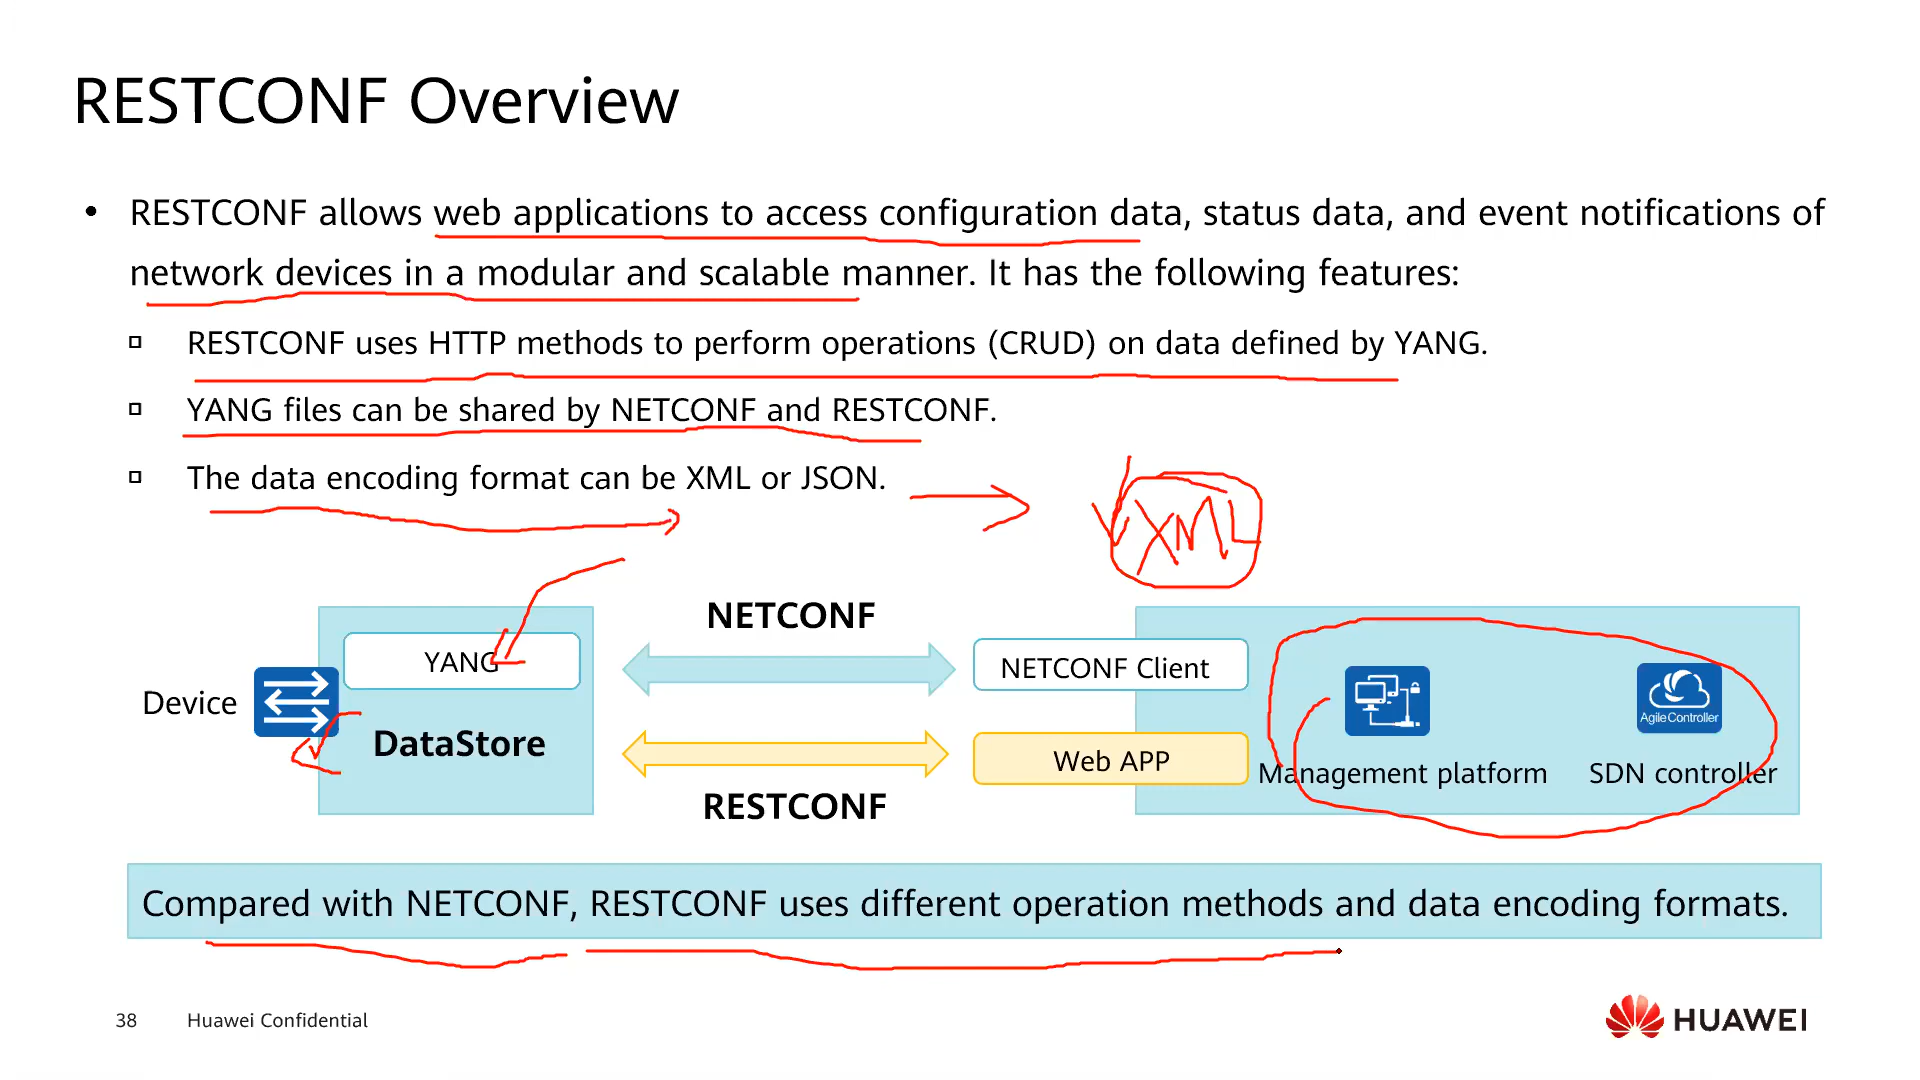 RESTCONF Overview
• RESTCONF allows web applications to access configuration data, status data, and event notifications of
network devices in a modular and scalable manner. It has the following features:
RESTCONF uses HTTP methods to perform operations (CRUD) on data defined by YANG.
YANG files can be shared by NETCONF and RESTCONF.
The data encoding format can be XML or JSON.
XML
NETCONF
YANG
NETCONF Client
Device
DataStore
AgileController
Web APP
Management platform
SDN controller
RESTCONF
Compared with NETCONF, RESTCONF uses different operation methods and data encoding formats.
38
Huawei Confidential
HUAWEI